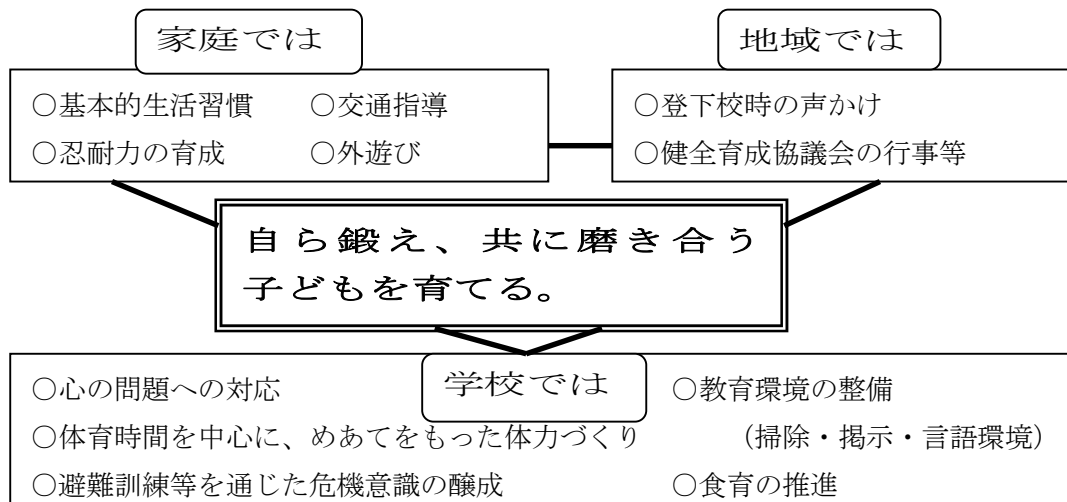 家庭では
○基本的生活習慣　○交通指導
○忍耐力の育成　○外遊び
地域では
○登下校時の声かけ
○健全育成協議会の行事等
自ら鍛え、共に磨き合う
子どもを育てる。
学校では
○心の問題への対応　○教育環境の整備
○体育時間を中心に、めあてをもった体力づくり　（掃除・掲示・言語環境）
○避難訓練等を通じた危機意識の醸成　○食育の推進